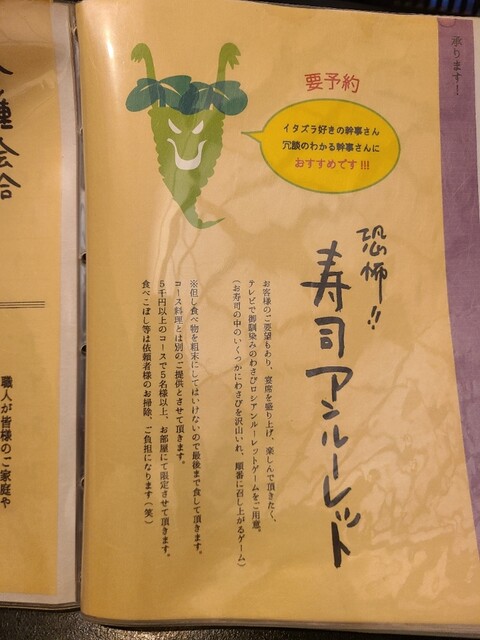 承ります！
要予約
イタズラ好きの幹事さん
冗談のわかる幹事さんに
おすすめです!!!
恐怖!!
寿司アンルーレット
お客様のご要望もあり、宴席を盛り上げ、楽しんで頂きたく、
テレビで御馴染みのわさびロシアンルーレットゲームをご用意。
(お寿司の中のいくつかにわさびを沢山いれ、順番に召し上がるゲーム)
※但し食べ物を粗末にしてはいけないので最後まで食して頂きます。
コース料理とは別のご提供とさせて頂きます。
５千円以上のコースで５名様以上、お部屋にて限定させて頂きます。
食べこぼし等は依頼者様のお掃除、ご負担になります(笑)
種会合
職人が皆様のご家庭や